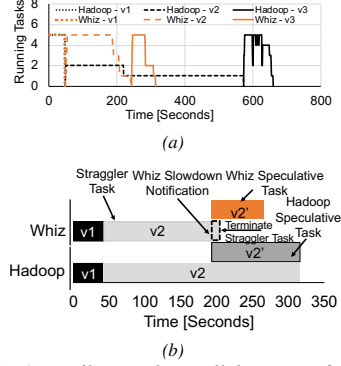 Running Tasks
8
6
4
2
0
Hadoop - v1
Hadoop - v2
Hadoop - v3
Whiz - v1
Whiz - v2
Whiz - v3
0 200 400 600 800
Time [Seconds]
(a)
Straggler Task
Whiz Slowdown Notification
Whiz Speculative Task
Hadoop Speculative Task
v2'
Terminate Straggler Task
Whiz
v1
v2
v2'
Hadoop
v1
v2
0 50 100 150 200 250 300 350
Time [Seconds]
(b)